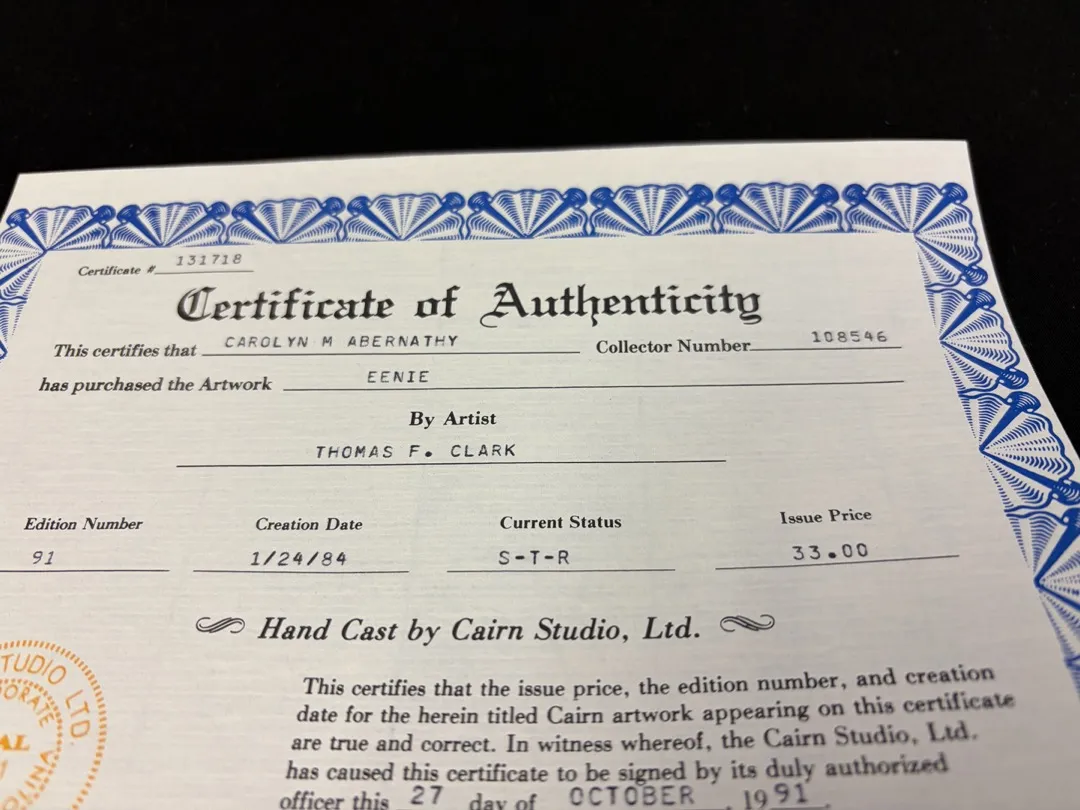 Certificate # 131718
Certificate of Authenticity
This certifies that CAROLYN M ABERNATHY Collector Number 108546
has purchased the Artwork EENIE
By Artist
THOMAS F. CLARK
Edition Number Creation Date Current Status Issue Price
91 1/24/84 S-T-R 33.00
Hand Cast by Cairn Studio, Ltd.
This certifies that the issue price, the edition number, and creation
date for the herein titled Cairn artwork appearing on this certificate
are true and correct. In witness whereof, the Cairn Studio, Ltd.
has caused this certificate to be signed by its duly authorized
officer this 27 day of OCTOBER , 19 91 .
STUDIO LTD